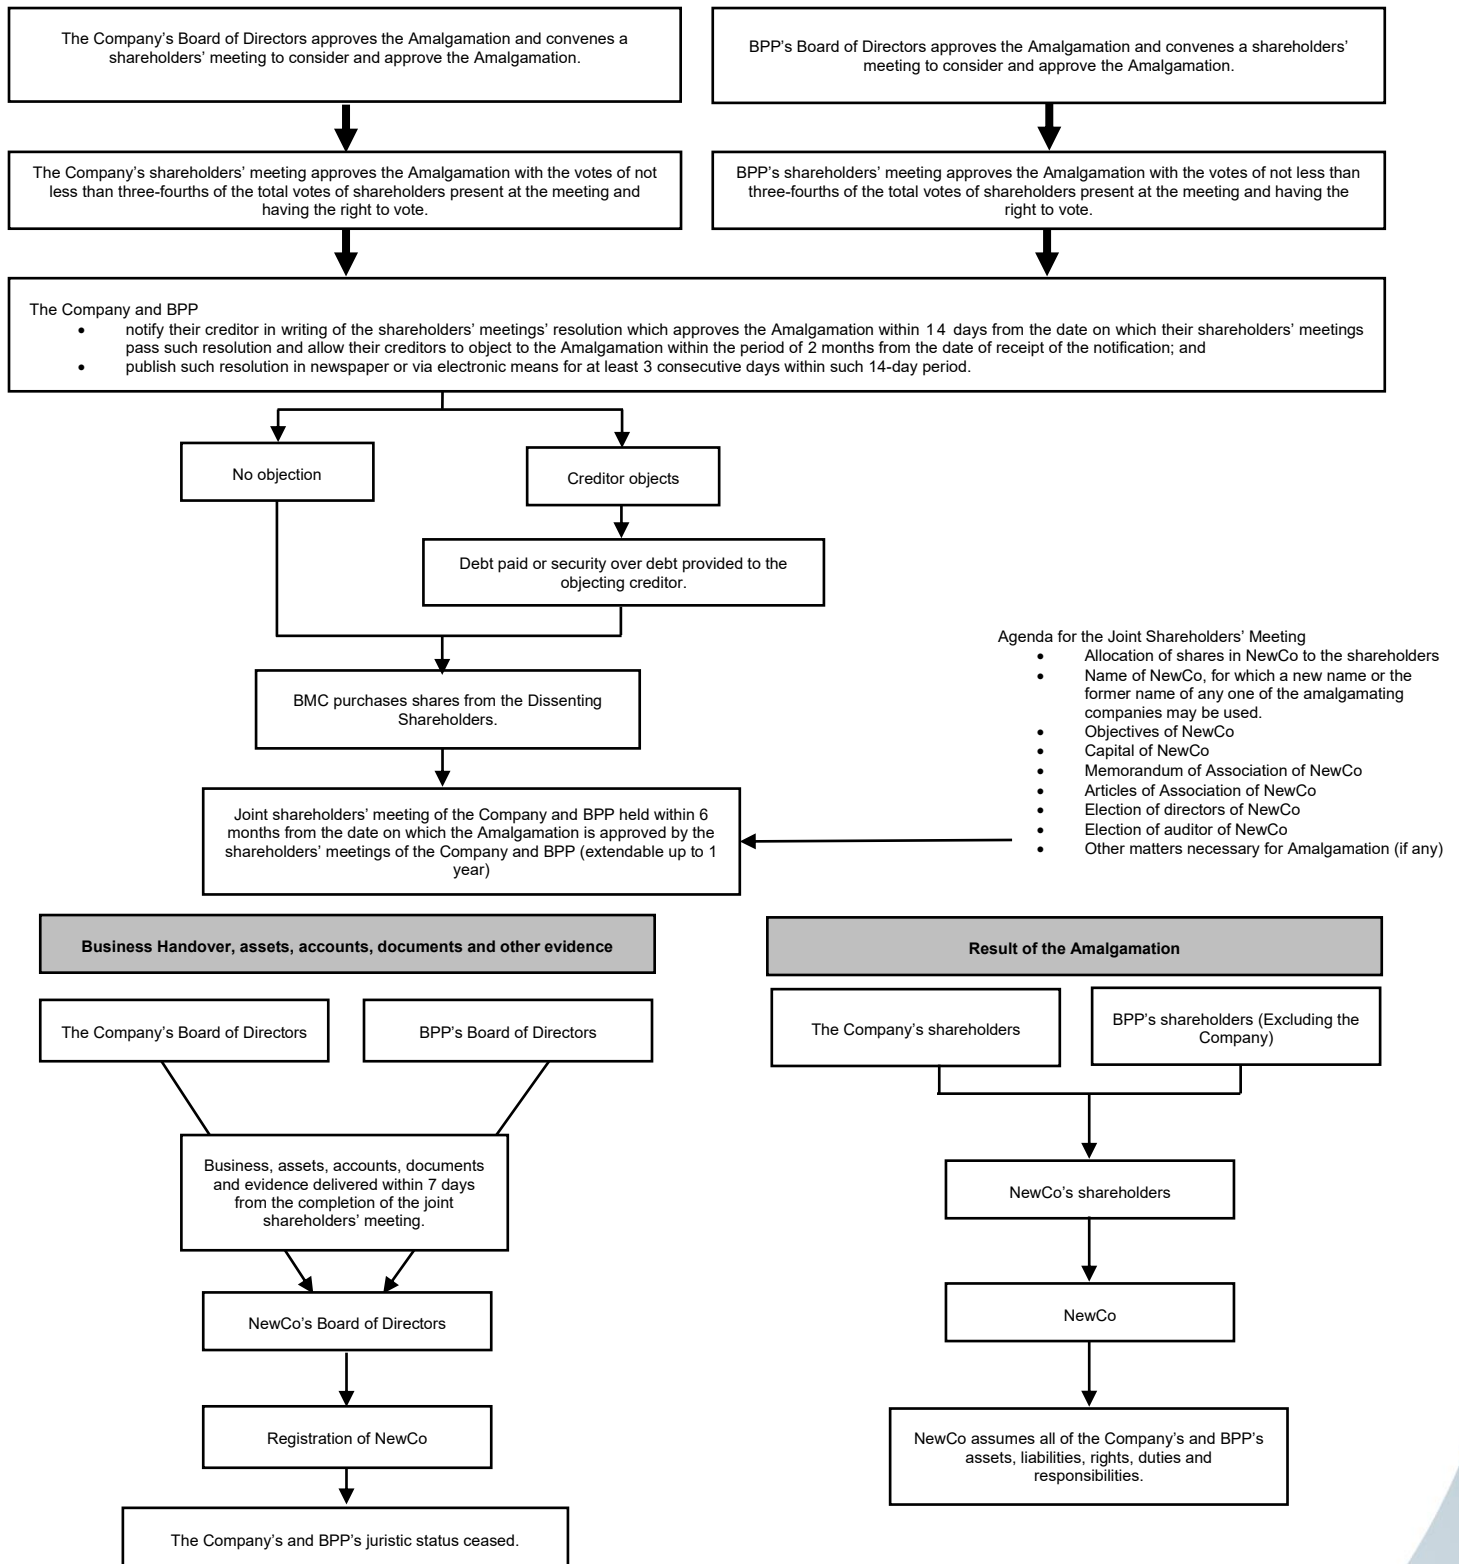 The Company's Board of Directors approves the Amalgamation and convenes a
shareholders' meeting to consider and approve the Amalgamation.
BPP's Board of Directors approves the Amalgamation and convenes a shareholders'
meeting to consider and approve the Amalgamation.
The Company's shareholders' meeting approves the Amalgamation with the votes of not
less than three-fourths of the total votes of shareholders present at the meeting and
having the right to vote.
BPP's shareholders' meeting approves the Amalgamation with the votes of not less than
three-fourths of the total votes of shareholders present at the meeting and having the
right to vote.
The Company and BPP
• notify their creditor in writing of the shareholders' meetings' resolution which approves the Amalgamation within 14 days from the date on which their shareholders' meetings
pass such resolution and allow their creditors to object to the Amalgamation within the period of 2 months from the date of receipt of the notification; and
• publish such resolution in newspaper or via electronic means for at least 3 consecutive days within such 14-day period.
No objection
Creditor objects
Debt paid or security over debt provided to the
objecting creditor.
BMC purchases shares from the Dissenting
Shareholders.
Agenda for the Joint Shareholders' Meeting
• Allocation of shares in NewCo to the shareholders
• Name of NewCo, for which a new name or the
former name of any one of the amalgamating
companies may be used.
• Objectives of NewCo
• Capital of NewCo
• Memorandum of Association of NewCo
• Articles of Association of NewCo
• Election of directors of NewCo
• Election of auditor of NewCo
• Other matters necessary for Amalgamation (if any)
Joint shareholders' meeting of the Company and BPP held within 6
months from the date on which the Amalgamation is approved by the
shareholders' meetings of the Company and BPP (extendable up to 1
year)
Business Handover, assets, accounts, documents and other evidence
The Company's Board of Directors
BPP's Board of Directors
Business, assets, accounts, documents
and evidence delivered within 7 days
from the completion of the joint
shareholders' meeting.
NewCo's Board of Directors
Registration of NewCo
The Company's and BPP's juristic status ceased.
Result of the Amalgamation
The Company's shareholders
BPP's shareholders (Excluding the
Company)
NewCo's shareholders
NewCo
NewCo assumes all of the Company's and BPP's
assets, liabilities, rights, duties and
responsibilities.